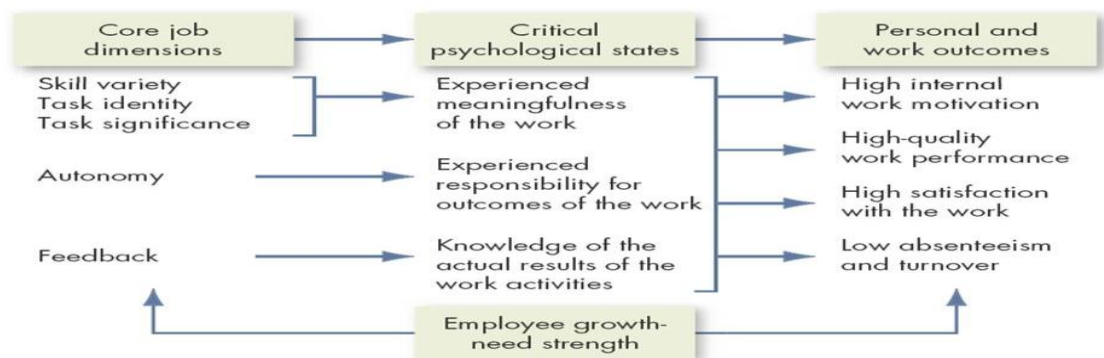 Core job
dimensions
Critical
psychological states
Personal and
work outcomes
Skill variety
Task identity
Task significance
Experienced
meaningfulness
of the work
High internal
work motivation
High-quality
work performance
Autonomy
Experienced
responsibility for
outcomes of the work
High satisfaction
with the work
Feedback
Knowledge of the
actual results of the
work activities
Low absenteeism
and turnover
Employee growth-
need strength